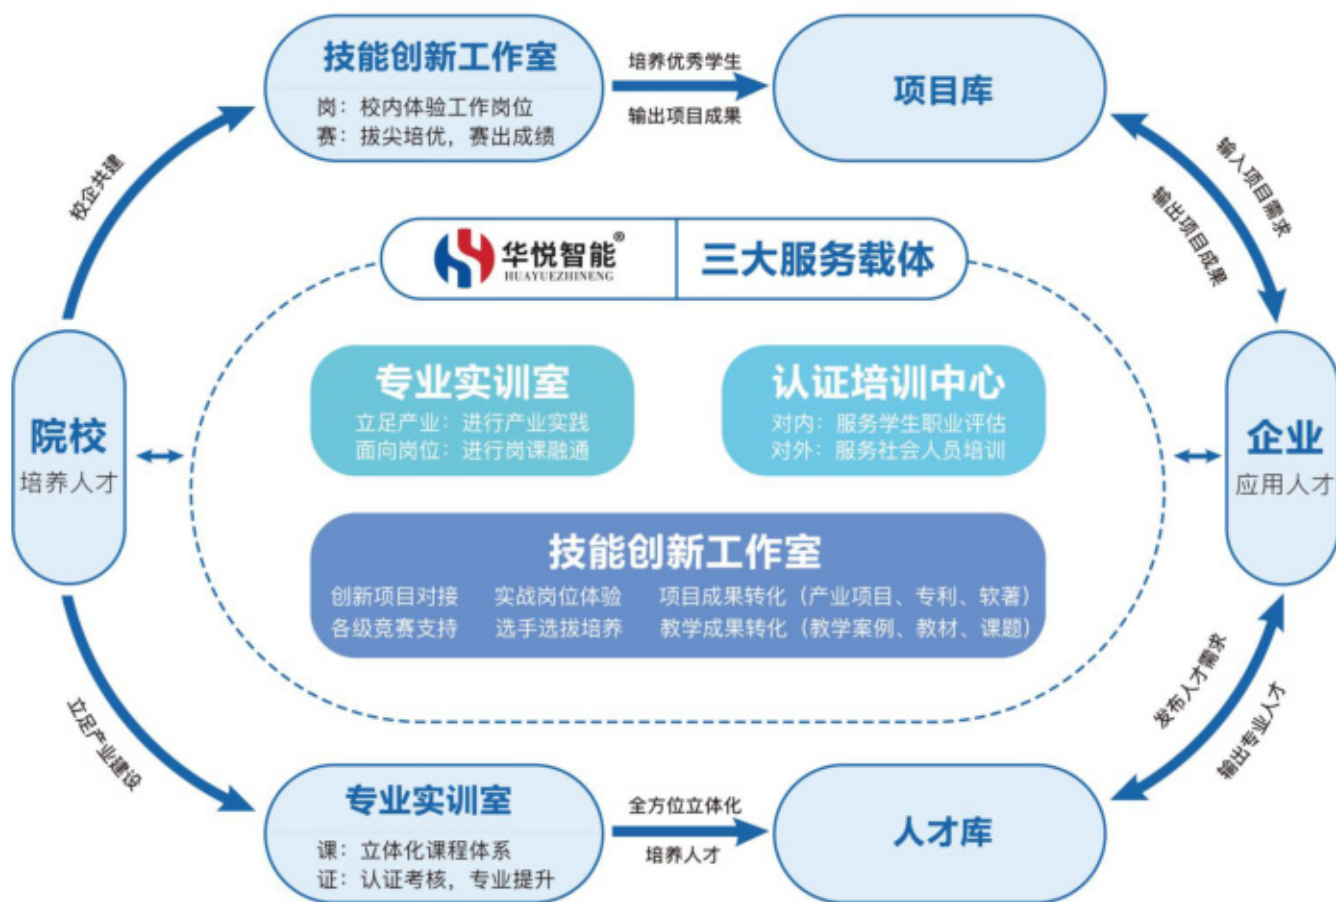 技能创新工作室
岗：校内体验工作岗位
赛：拔尖培优，赛出成绩
培养优秀学生
输出项目成果
项目库
校企共建
输入项目需求
输出项目成果
华悦智能®
HUAYUEZHINENG
三大服务载体
专业实训室
立足产业：进行产业实践
面向岗位：进行岗课融通
认证培训中心
对内：服务学生职业评估
对外：服务社会人员培训
院校
培养人才
企业
应用人才
技能创新工作室
创新项目对接 实战岗位体验 项目成果转化（产业项目、专利、软著）
各级竞赛支持 选手选拔培养 教学成果转化（教学案例、教材、课题）
立足产业建设
发布人才需求
输出专业人才
专业实训室
课：立体化课程体系
证：认证考核，专业提升
全方位立体化
培养人才
人才库